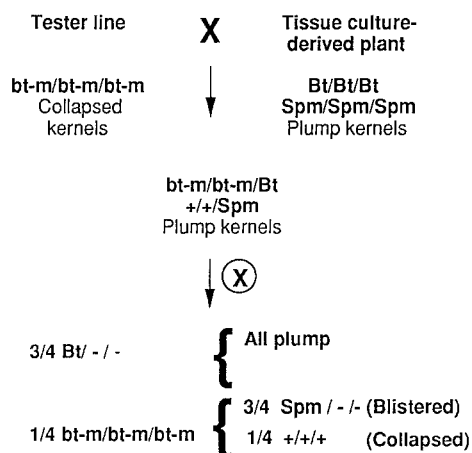 Tester line X Tissue culture-
derived plant
bt-m/bt-m/bt-m Bt/Bt/Bt
Collapsed Spm/Spm/Spm
kernels Plump kernels
bt-m/bt-m/Bt
+/+/Spm
Plump kernels
X
3/4 Bt/ - / - { All plump
3/4 Spm / -/- (Blistered)
1/4 bt-m/bt-m/bt-m { 1/4 +/+/+ (Collapsed)